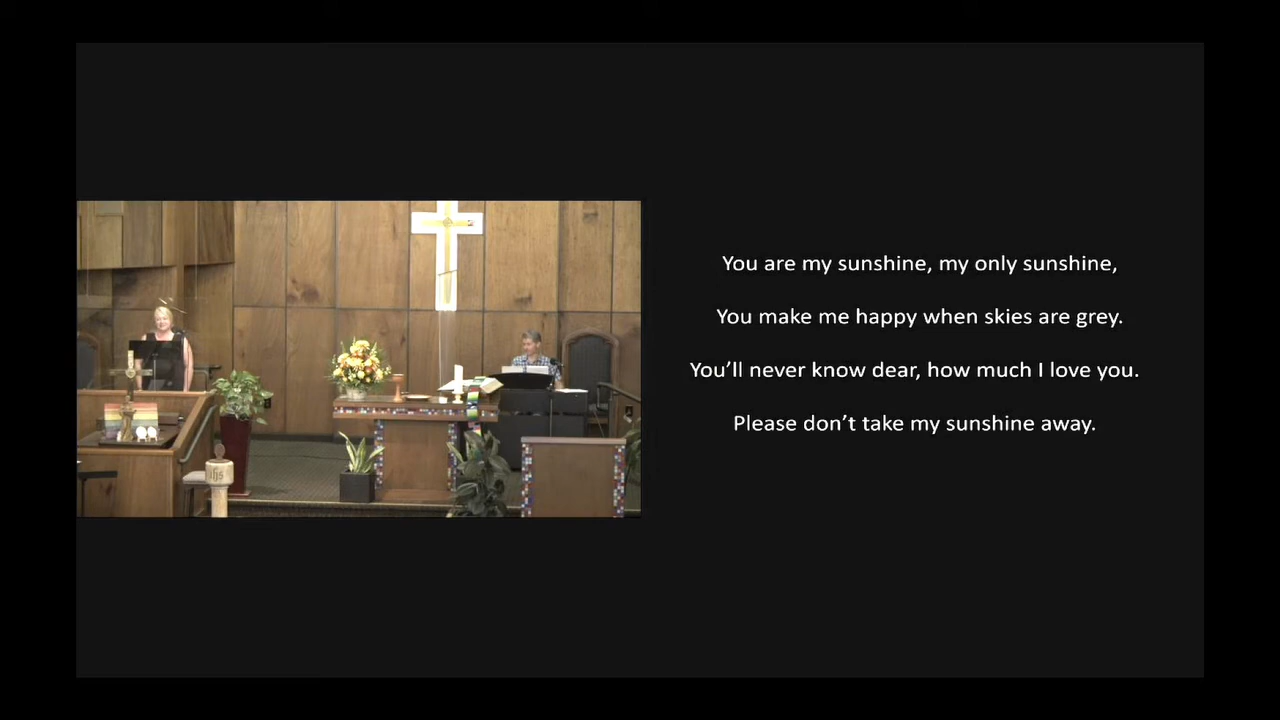 You are my sunshine, my only sunshine,
You make me happy when skies are grey.
You'll never know dear, how much I love you.
Please don't take my sunshine away.
ihs